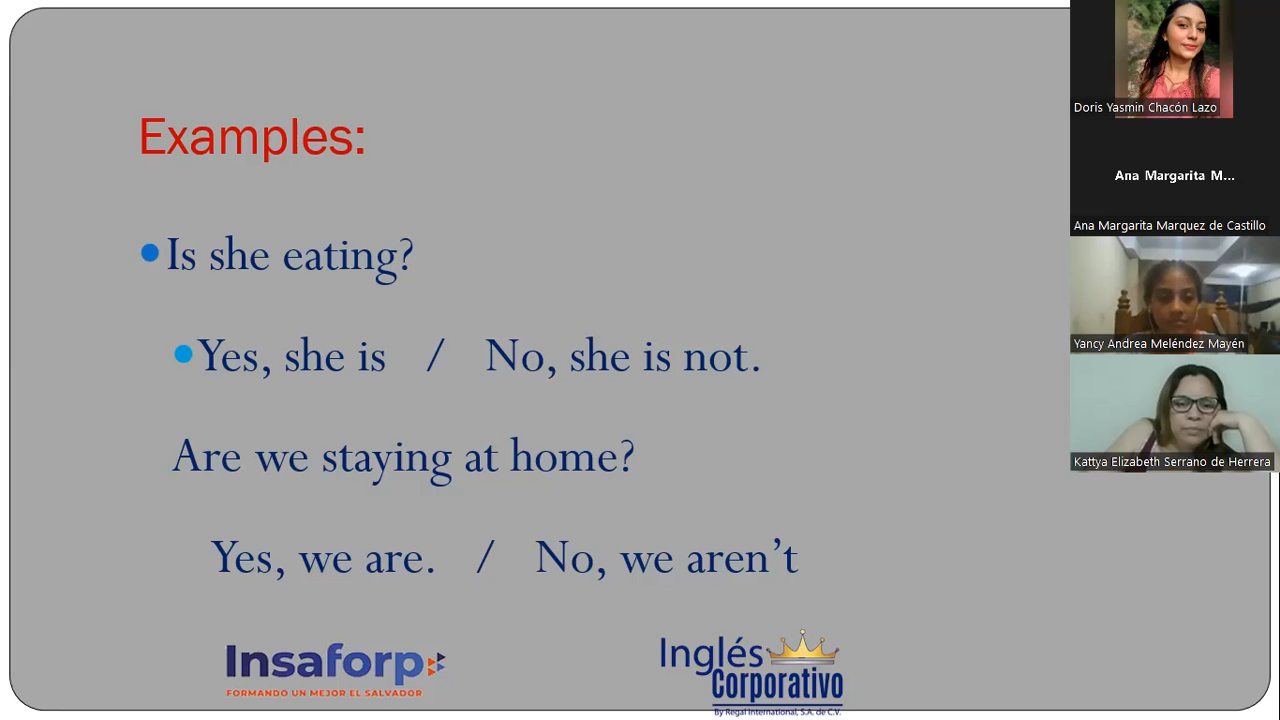 Examples:
Is she eating?
Yes, she is / No, she is not.
Are we staying at home?
Yes, we are. / No, we aren’t
Insaforp
FORMANDO UN MEJOR EL SALVADOR
Inglés
Corporativo
By Regal International, S.A. de C.V.
Doris Yasmin Chacón Lazo
Ana Margarita M...
Ana Margarita Marquez de Castillo
Yancy Andrea Meléndez Mayén
Kattya Elizabeth Serrano de Herrera